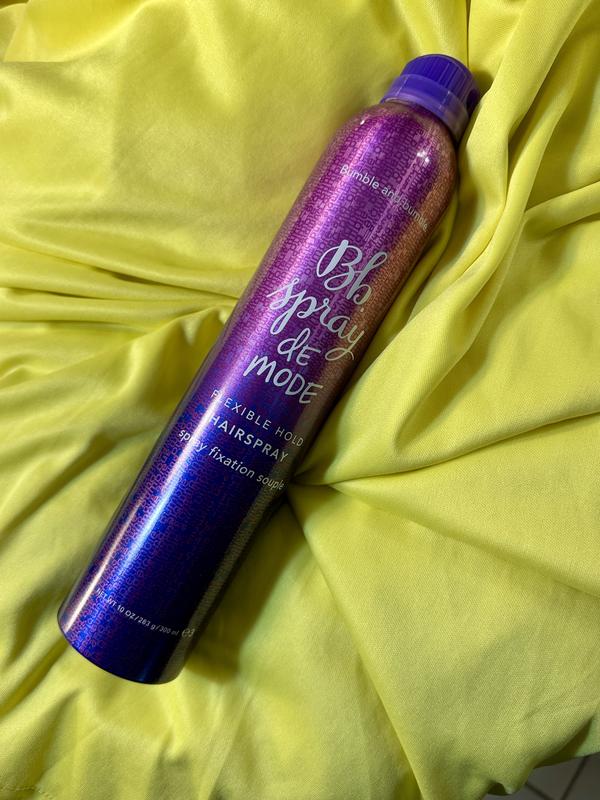 Bumble and bumble
Bb.
spray
dE
MODE
FLEXIBLE HOLD
HAIRSPRAY
spray fixation souple
NET WT 10 OZ/283 g/300 ml ℮